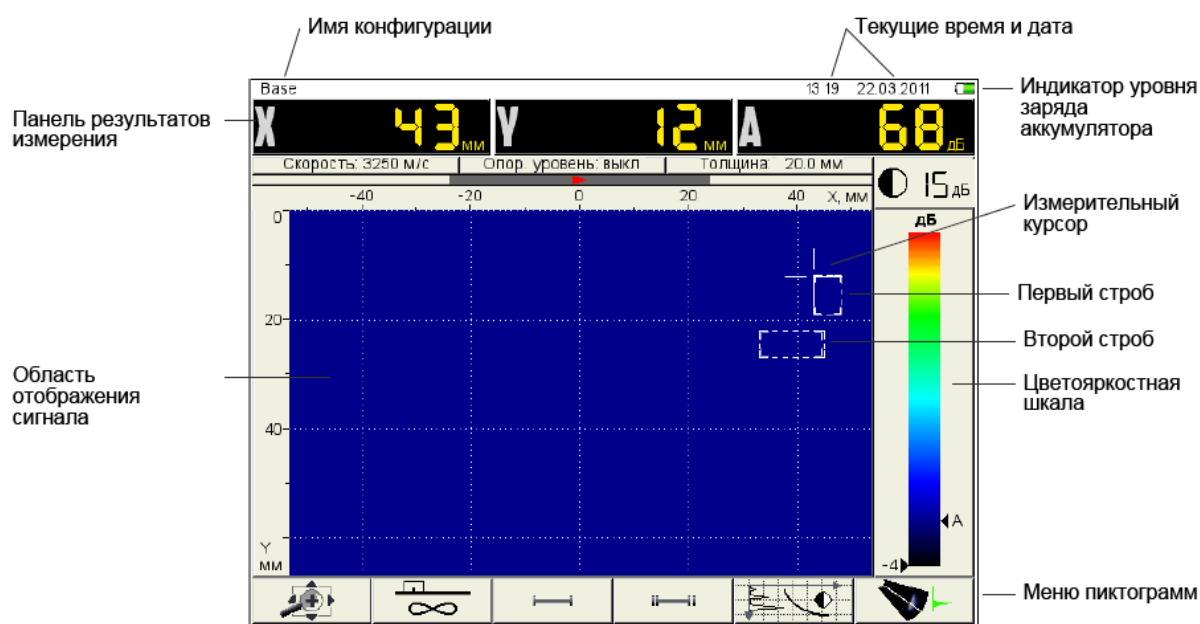 Имя конфигурации
Текущие время и дата
Base 13 19 22.03.2011
Индикатор уровня
заряда
аккумулятора
Панель результатов
измерения
X 43 мм Y 12 мм A 68 дБ
Скорость: 3250 м/с Опор. уровень: выкл Толщина: 20.0 мм
15 дБ
-40 -20 0 20 40 X, мм
дБ
0
Измерительный
курсор
Первый строб
20
Второй строб
Область
отображения
сигнала
Цветояркостная
шкала
40
A
Y
мм
-4
Меню пиктограмм